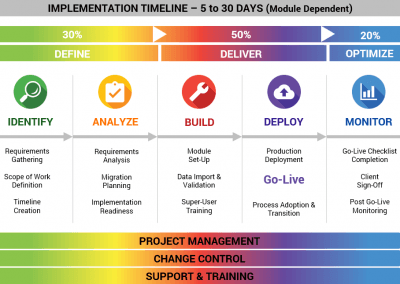 IMPLEMENTATION TIMELINE – 5 to 30 DAYS (Module Dependent)
30% 50% 20%
DEFINE DELIVER OPTIMIZE
IDENTIFY ANALYZE BUILD DEPLOY MONITOR
Requirements
Gathering
Scope of Work
Definition
Timeline
Creation
Requirements
Analysis
Migration
Planning
Implementation
Readiness
Module
Set-Up
Data Import &
Validation
Super-User
Training
Production
Deployment
Go-Live
Process Adoption &
Transition
Go-Live Checklist
Completion
Client
Sign-Off
Post Go-Live
Monitoring
PROJECT MANAGEMENT
CHANGE CONTROL
SUPPORT & TRAINING